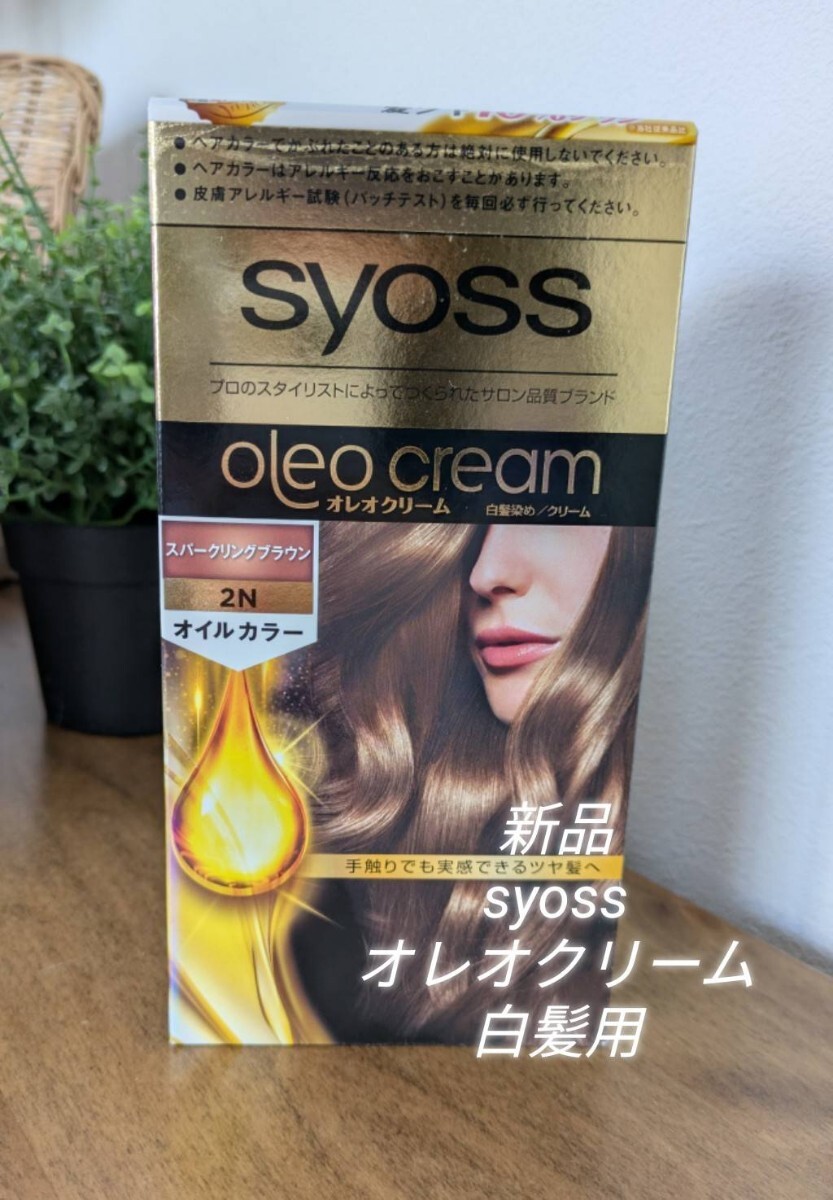 ※当社従来品比
●ヘアカラーでかぶれたことのある方は絶対に使用しないでください。
●ヘアカラーはアレルギー反応をおこすことがあります。
●皮膚アレルギー試験(パッチテスト)を毎回必ず行ってください。
syoss
プロのスタイリストによってつくられたサロン品質ブランド
oleo cream
オレオクリーム 白髪染め/クリーム
スパークリングブラウン
2N
オイルカラー
新品
手触りでも実感できるツヤ髪へ
syoss
オレオクリーム
白髪用